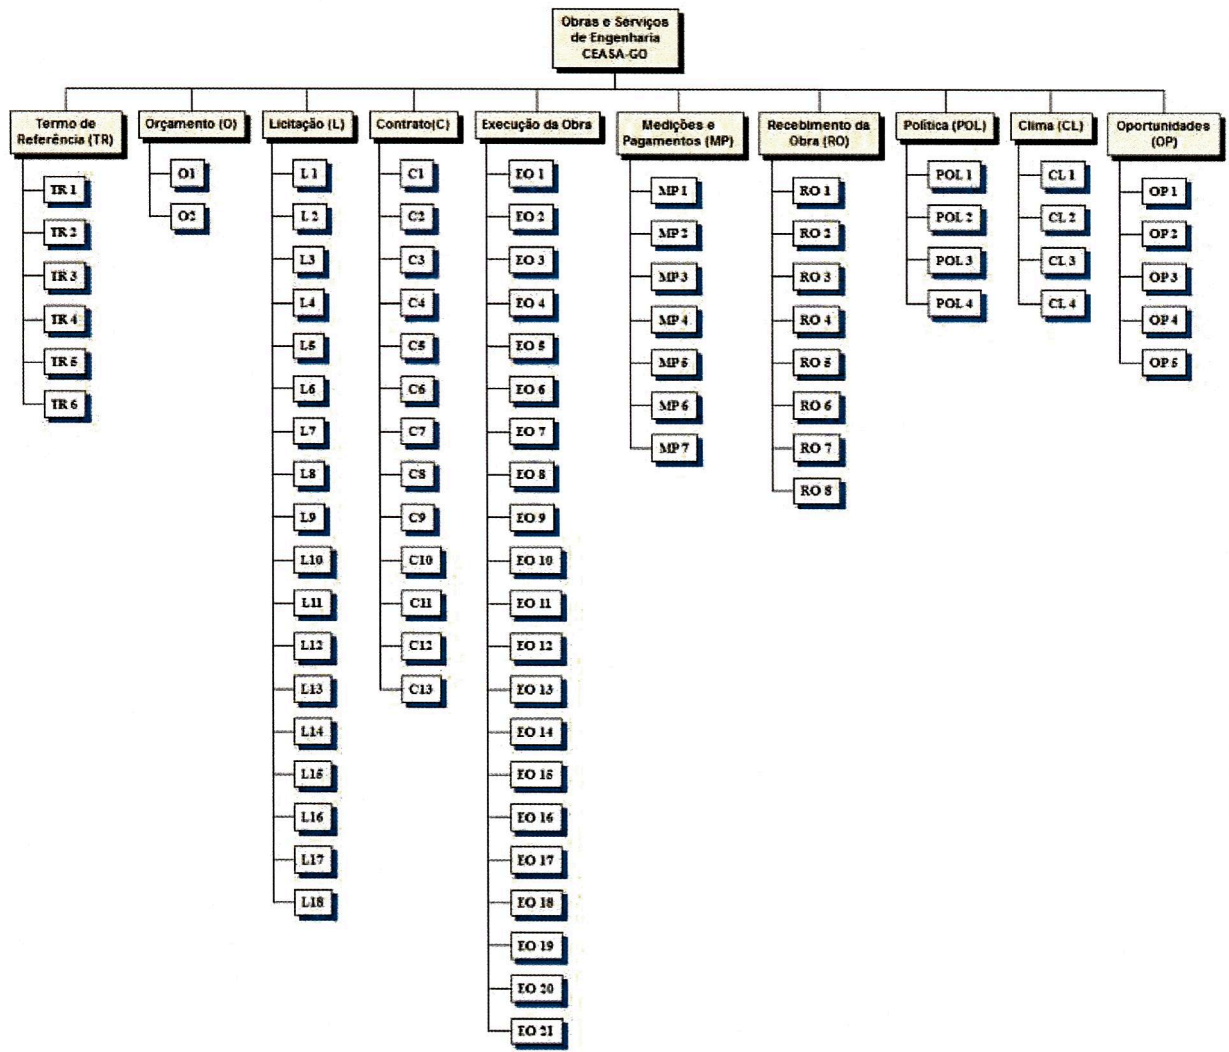 Obras e Serviços
de Engenharia
CEASA-GO
Termo de
Referência (TR)
TR 1
TR 2
TR 3
TR 4
TR 5
TR 6
Orçamento (O)
O1
O2
Licitação (L)
L1
L2
L3
L4
L5
L6
L7
L8
L9
L10
L11
L12
L13
L14
L15
L16
L17
L18
Contrato(C)
C1
C2
C3
C4
C5
C6
C7
C8
C9
C10
C11
C12
C13
Execução da Obra
EO 1
EO 2
EO 3
EO 4
EO 5
EO 6
EO 7
EO 8
EO 9
EO 10
EO 11
EO 12
EO 13
EO 14
EO 15
EO 16
EO 17
EO 18
EO 19
EO 20
EO 21
Medições e
Pagamentos (MP)
MP 1
MP 2
MP 3
MP 4
MP 5
MP 6
MP 7
Recebimento da
Obra (RO)
RO 1
RO 2
RO 3
RO 4
RO 5
RO 6
RO 7
RO 8
Política (POL)
POL 1
POL 2
POL 3
POL 4
Clima (CL)
CL 1
CL 2
CL 3
CL 4
Oportunidades
(OP)
OP 1
OP 2
OP 3
OP 4
OP 5